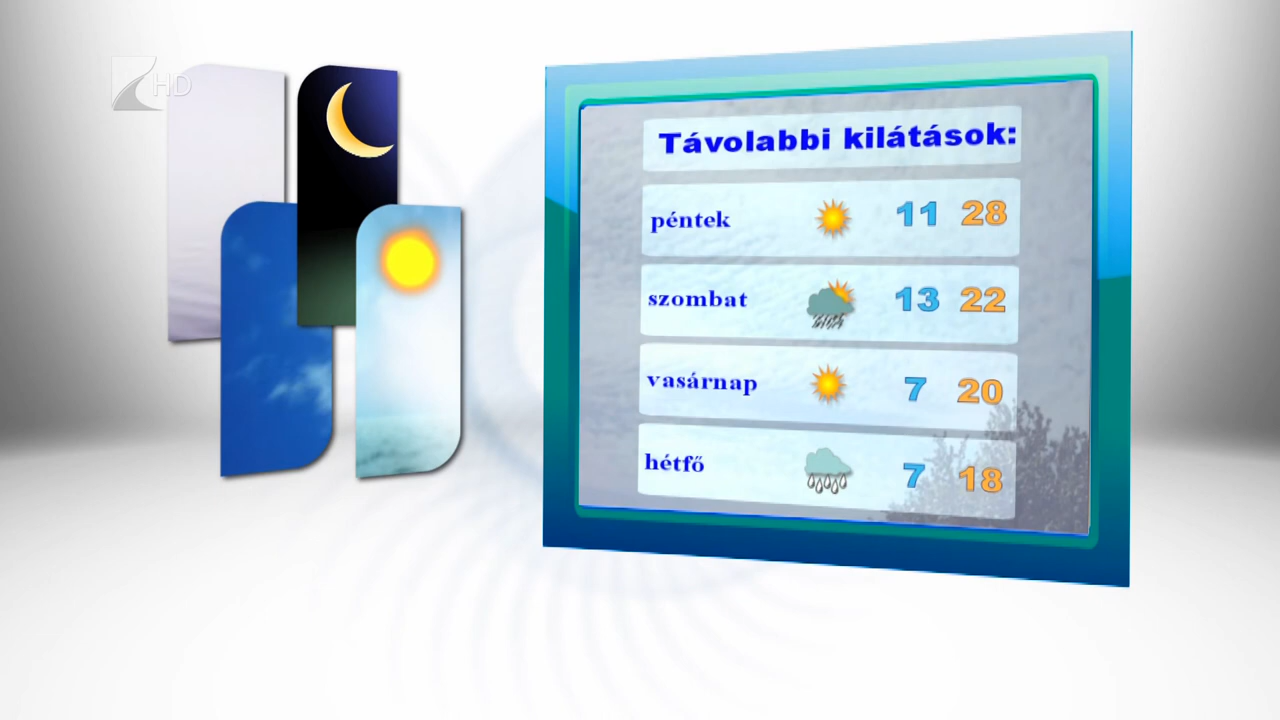 HD
Távolabbi kilátások:
péntek 11 28
szombat 13 22
vasárnap 7 20
hétfő 7 18